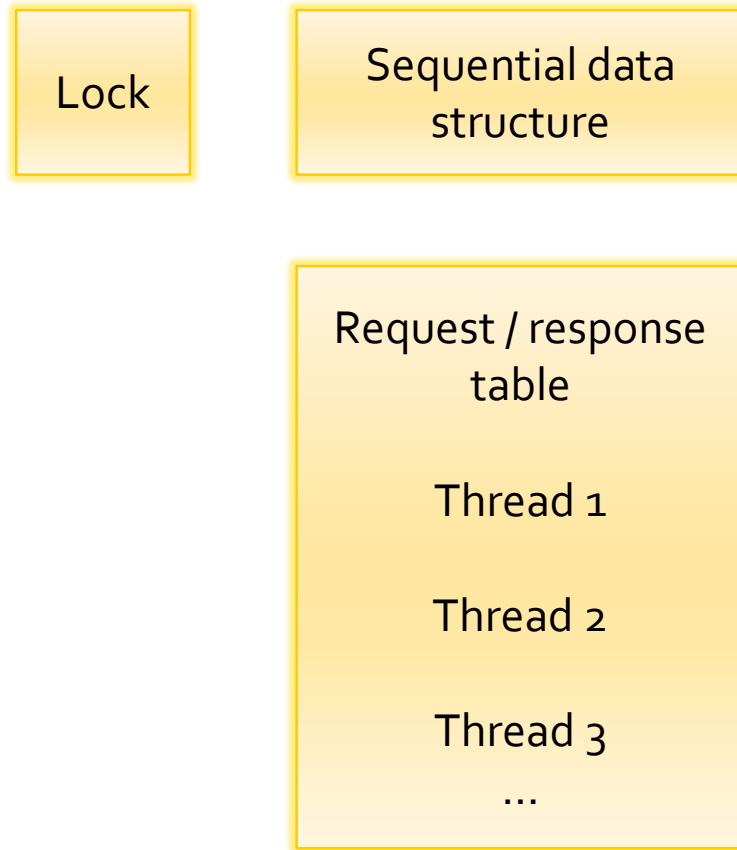 Lock
Sequential data
structure
Request / response
table
Thread 1
Thread 2
Thread 3
...